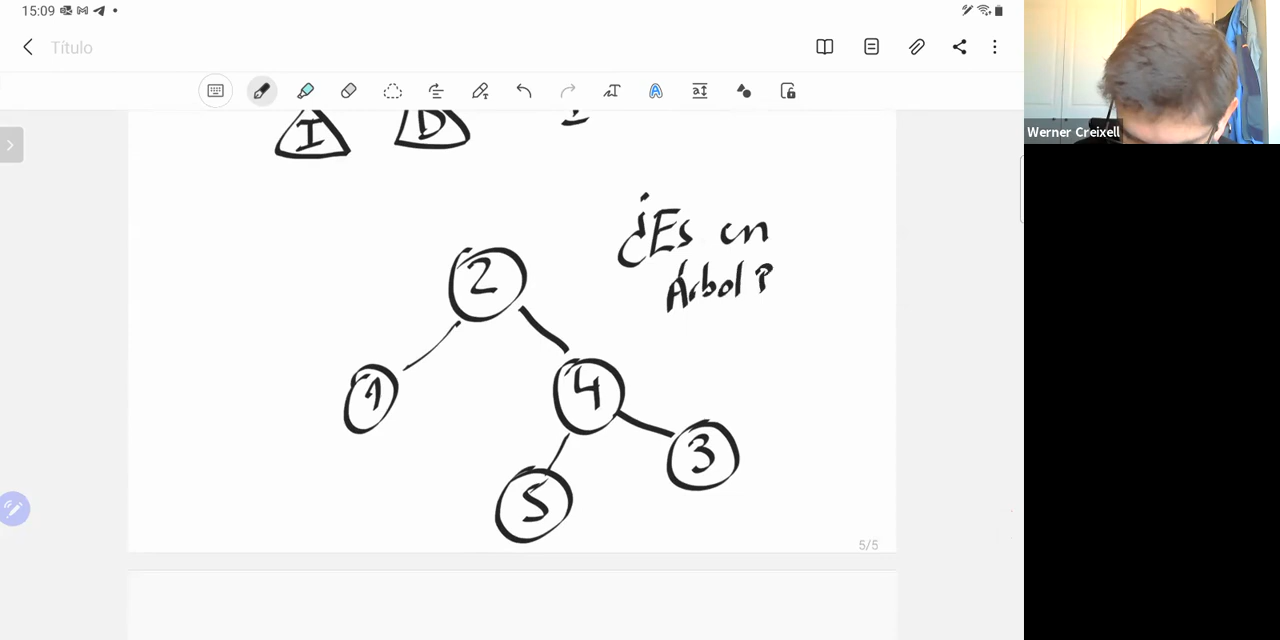 15:09
Título
I D
¿Es un
Árbol?
2
1
4
3
5
5/5
Werner Creixell